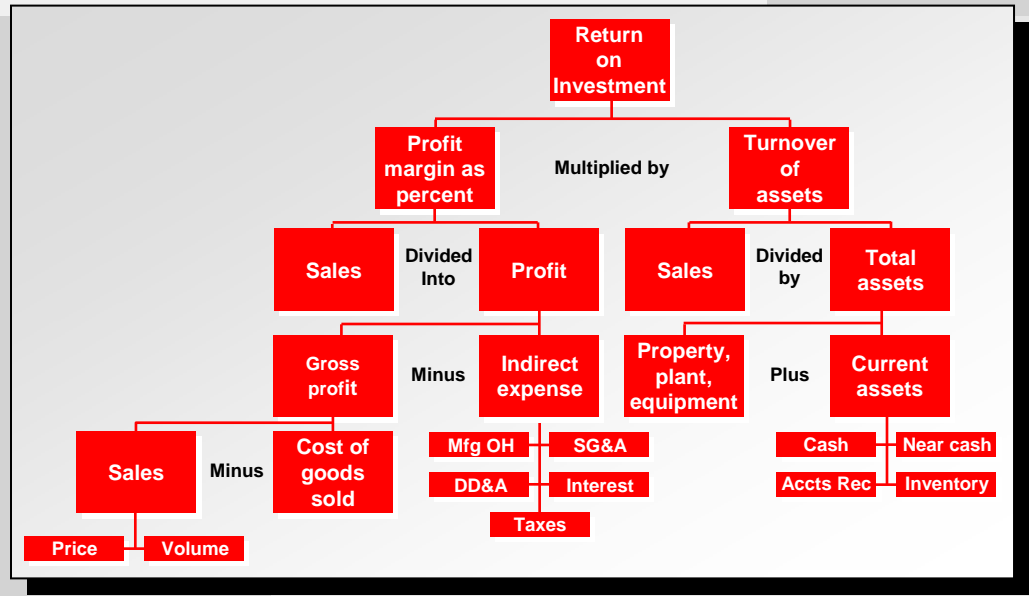 Return
on
Investment
Profit
margin as
percent
Multiplied by
Turnover
of
assets
Sales
Divided
Into
Profit
Sales
Divided
by
Total
assets
Gross
profit
Minus
Indirect
expense
Property,
plant,
equipment
Plus
Current
assets
Sales
Minus
Cost of
goods
sold
Mfg OH
SG&A
DD&A
Interest
Taxes
Cash
Near cash
Accts Rec
Inventory
Price
Volume